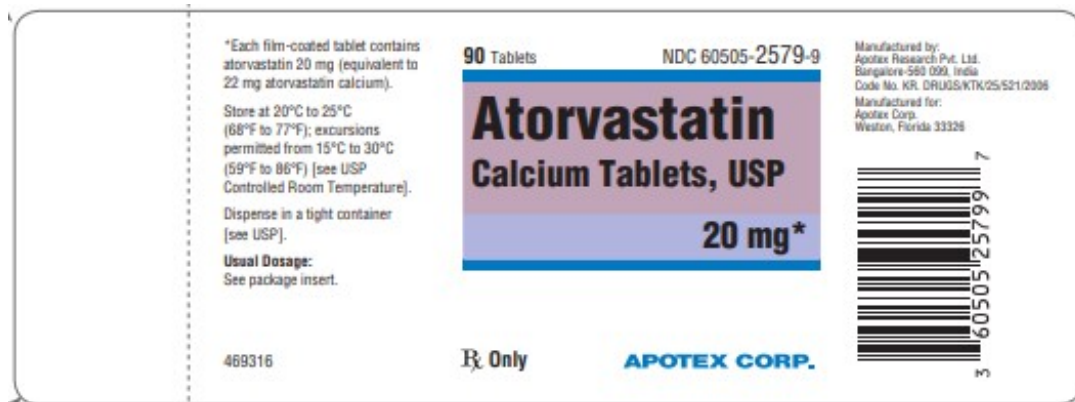 *Each film-coated tablet contains
atorvastatin 20 mg (equivalent to
22 mg atorvastatin calcium).
Store at 20°C to 25°C
(68°F to 77°F); excursions
permitted from 15°C to 30°C
(59°F to 86°F) [see USP
Controlled Room Temperature].
Dispense in a tight container
[see USP].
Usual Dosage:
See package insert.
469316
90 Tablets NDC 60505-2579-9
Atorvastatin
Calcium Tablets, USP
20 mg*
Rx Only
APOTEX CORP.
Manufactured by:
Apotex Research Pvt. Ltd.
Bangalore-560 099, India
Code No. KR. DRUGS/KTK/25/521/2006
Manufactured for:
Apotex Corp.
Weston, Florida 33326
3 60505 25799 7